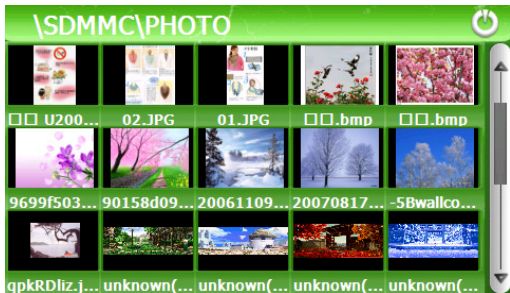 \SDMMC\PHOTO
□□ U200...
02.JPG
01.JPG
□□.bmp
□□.bmp
9699f503...
90158d09...
20061109...
20070817...
-5Bwallco...
qpkRDliz.j...
unknown(...
unknown(...
unknown(...
unknown(...